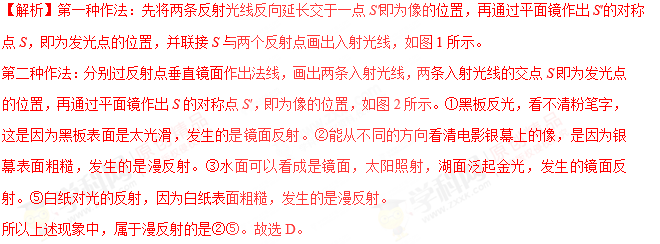 【解析】第一种作法：先将两条反射光线反向延长交于一点 S′即为像的位置，再通过平面镜作出 S′的对称
点 S，即为发光点的位置，并联接 S 与两个反射点画出入射光线，如图 1 所示。
第二种作法：分别过反射点垂直镜面作出法线，画出两条入射光线，两条入射光线的交点 S 即为发光点
的位置，再通过平面镜作出 S 的对称点 S′，即为像的位置，如图 2 所示。①黑板反光，看不清粉笔字，
这是因为黑板表面是太光滑，发生的是镜面反射。②能从不同的方向看清电影银幕上的像，是因为银
幕表面粗糙，发生的是漫反射。③水面可以看成是镜面，太阳照射，湖面泛起金光，发生的镜面反
射。⑤白纸对光的反射，因为白纸表面粗糙，发生的是漫反射。
所以上述现象中，属于漫反射的是②⑤。故选 D。